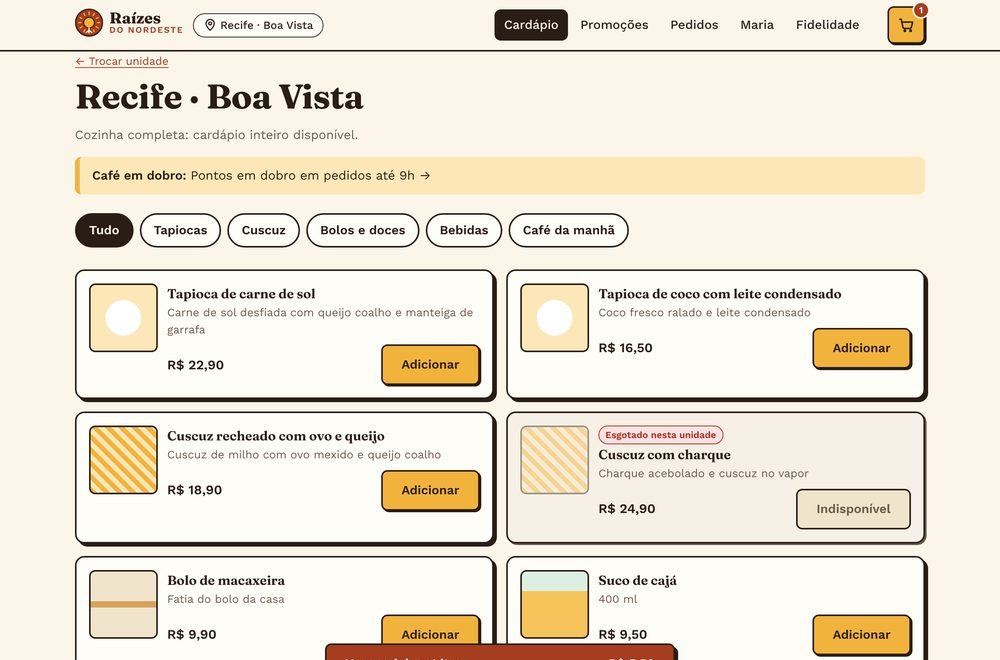 Raízes
DO NORDESTE
Recife · Boa Vista
Cardápio
Promoções
Pedidos
Maria
Fidelidade
1
← Trocar unidade
Recife · Boa Vista
Cozinha completa: cardápio inteiro disponível.
Café em dobro: Pontos em dobro em pedidos até 9h →
Tudo
Tapiocas
Cuscuz
Bolos e doces
Bebidas
Café da manhã
Tapioca de carne de sol
Carne de sol desfiada com queijo coalho e manteiga de
garrafa
R$ 22,90
Adicionar
Tapioca de coco com leite condensado
Coco fresco ralado e leite condensado
R$ 16,50
Adicionar
Cuscuz recheado com ovo e queijo
Cuscuz de milho com ovo mexido e queijo coalho
R$ 18,90
Adicionar
Esgotado nesta unidade
Cuscuz com charque
Charque acebolado e cuscuz no vapor
R$ 24,90
Indisponível
Bolo de macaxeira
Fatia do bolo da casa
R$ 9,90
Adicionar
Suco de cajá
400 ml
R$ 9,50
Adicionar